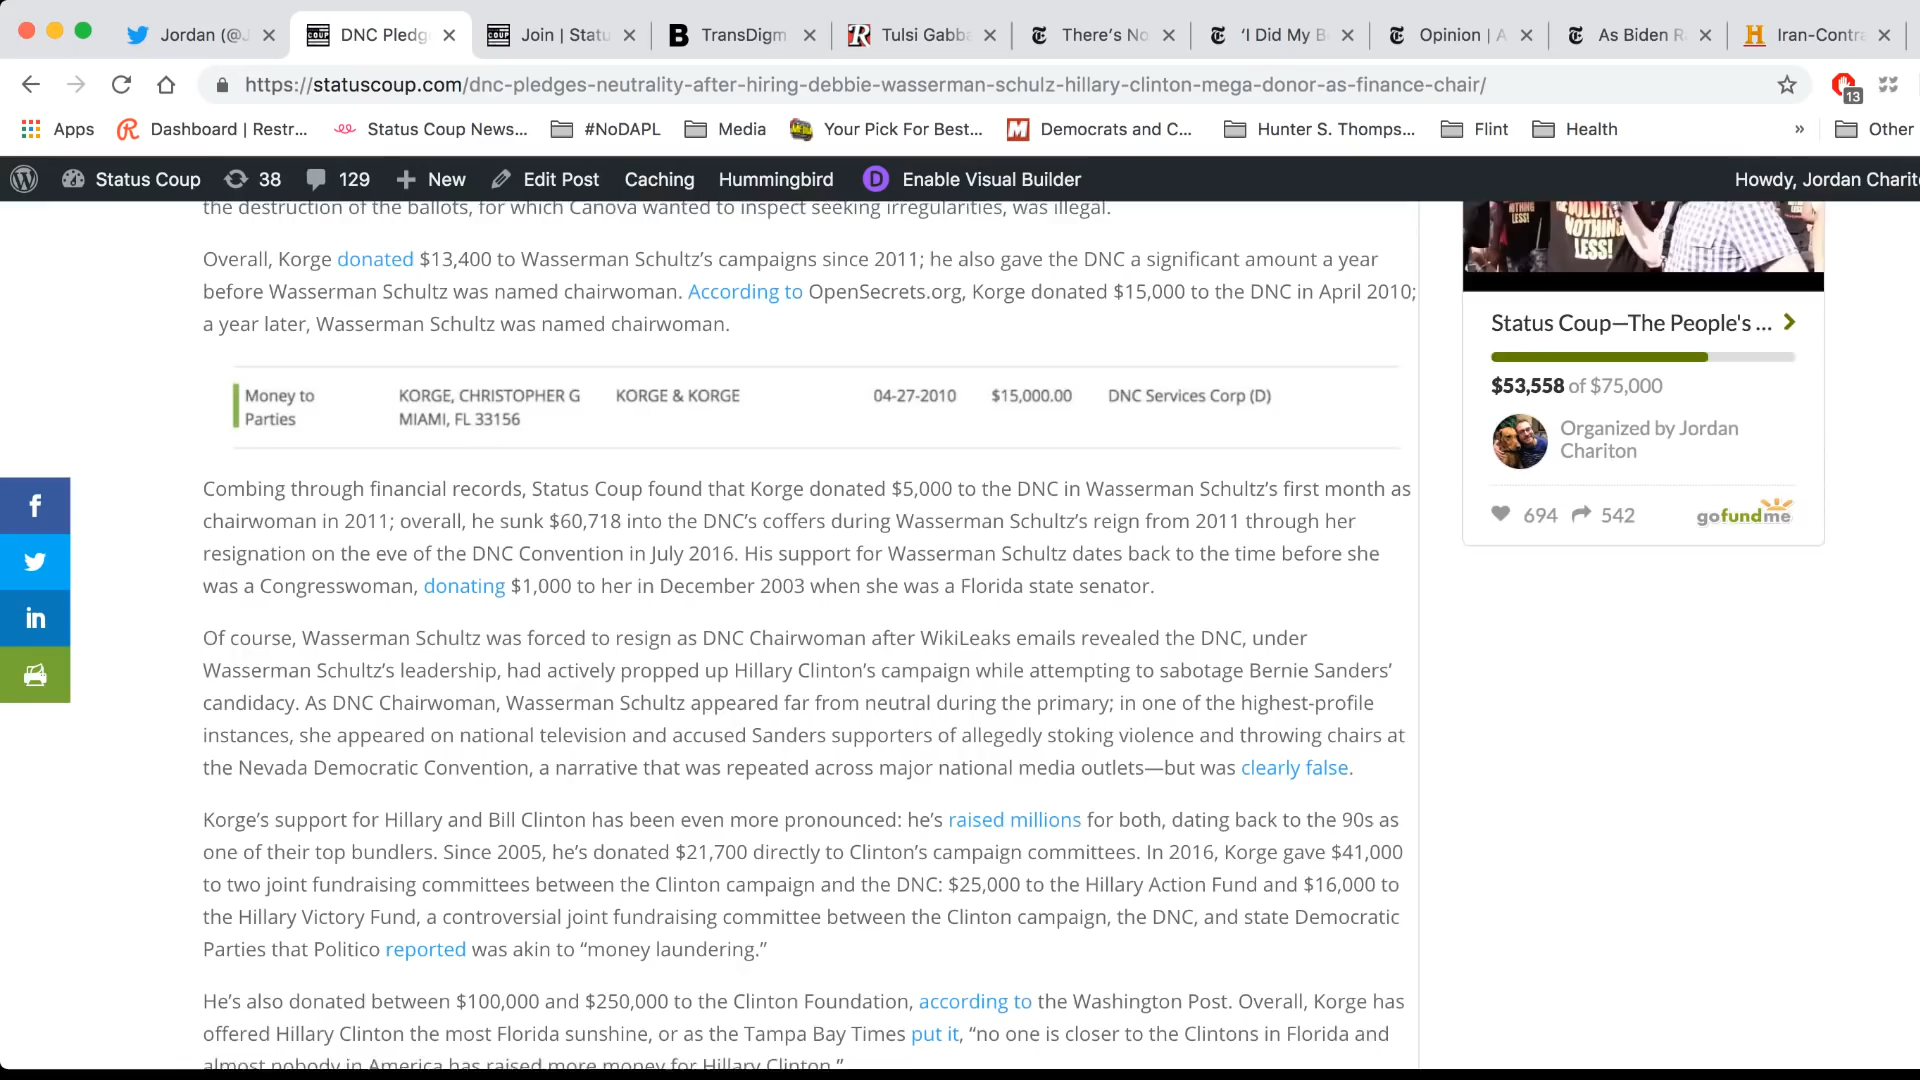 Jordan (@J
DNC Pledg
Join | Statu
TransDigm
Tulsi Gabba
There's No
'I Did My B
Opinion | A
As Biden R
Iran-Contra
https://statuscoup.com/dnc-pledges-neutrality-after-hiring-debbie-wasserman-schulz-hillary-clinton-mega-donor-as-finance-chair/
13
Apps
Dashboard | Restr...
Status Coup News...
#NoDAPL
Media
Your Pick For Best...
Democrats and C...
Hunter S. Thomps...
Flint
Health
»
Other
Status Coup
38
129
New
Edit Post
Caching
Hummingbird
D
Enable Visual Builder
Howdy, Jordan Charit
the destruction of the ballots, for which Canova wanted to inspect seeking irregularities, was illegal.
Overall, Korge donated $13,400 to Wasserman Schultz's campaigns since 2011; he also gave the DNC a significant amount a year
before Wasserman Schultz was named chairwoman. According to OpenSecrets.org, Korge donated $15,000 to the DNC in April 2010;
a year later, Wasserman Schultz was named chairwoman.
Money to Parties
KORGE, CHRISTOPHER G
MIAMI, FL 33156
KORGE & KORGE
04-27-2010
$15,000.00
DNC Services Corp (D)
Combing through financial records, Status Coup found that Korge donated $5,000 to the DNC in Wasserman Schultz's first month as
chairwoman in 2011; overall, he sunk $60,718 into the DNC's coffers during Wasserman Schultz's reign from 2011 through her
resignation on the eve of the DNC Convention in July 2016. His support for Wasserman Schultz dates back to the time before she
was a Congresswoman, donating $1,000 to her in December 2003 when she was a Florida state senator.
Of course, Wasserman Schultz was forced to resign as DNC Chairwoman after WikiLeaks emails revealed the DNC, under
Wasserman Schultz's leadership, had actively propped up Hillary Clinton's campaign while attempting to sabotage Bernie Sanders'
candidacy. As DNC Chairwoman, Wasserman Schultz appeared far from neutral during the primary; in one of the highest-profile
instances, she appeared on national television and accused Sanders supporters of allegedly stoking violence and throwing chairs at
the Nevada Democratic Convention, a narrative that was repeated across major national media outlets—but was clearly false.
Korge's support for Hillary and Bill Clinton has been even more pronounced: he's raised millions for both, dating back to the 90s as
one of their top bundlers. Since 2005, he's donated $21,700 directly to Clinton's campaign committees. In 2016, Korge gave $41,000
to two joint fundraising committees between the Clinton campaign and the DNC: $25,000 to the Hillary Action Fund and $16,000 to
the Hillary Victory Fund, a controversial joint fundraising committee between the Clinton campaign, the DNC, and state Democratic
Parties that Politico reported was akin to “money laundering.”
He's also donated between $100,000 and $250,000 to the Clinton Foundation, according to the Washington Post. Overall, Korge has
offered Hillary Clinton the most Florida sunshine, or as the Tampa Bay Times put it, “no one is closer to the Clintons in Florida and
almost nobody in America has raised more money for Hillary Clinton.”
NOTHING
LESS!
Status Coup—The People's ...
$53,558 of $75,000
Organized by Jordan
Chariton
694
542
gofundme